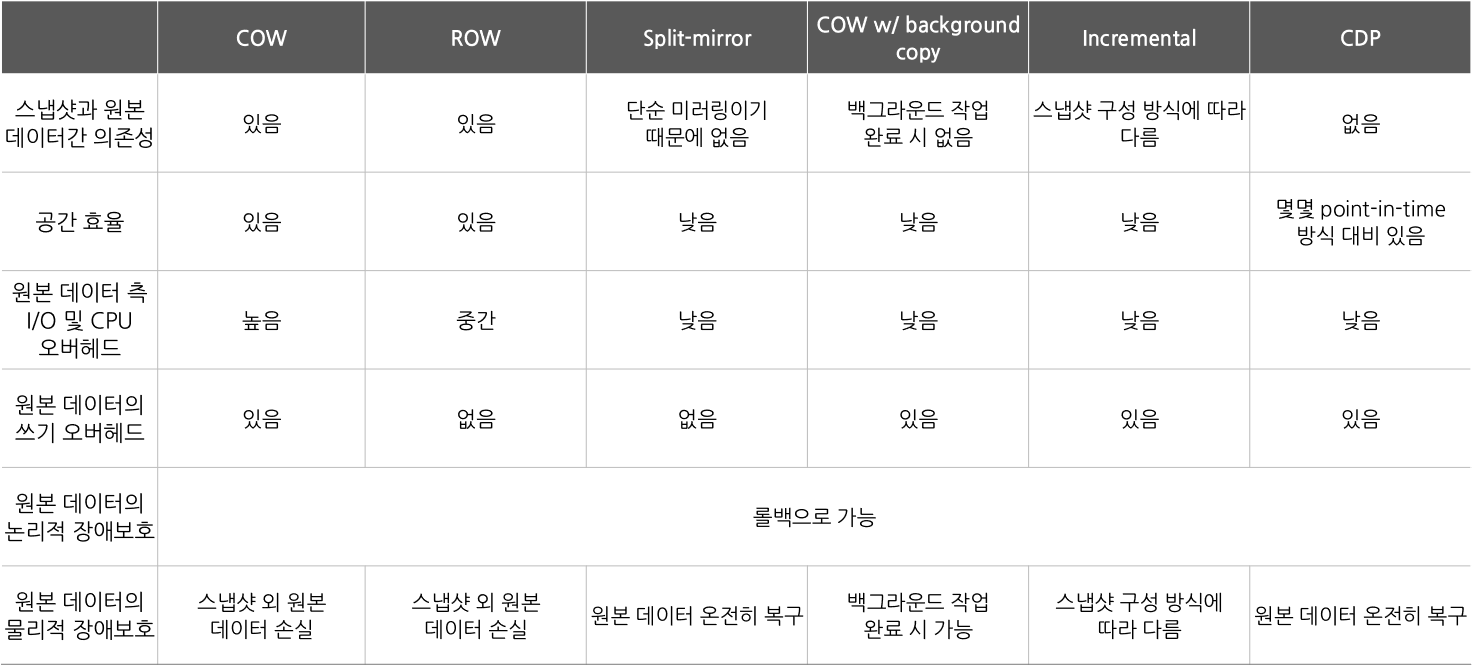 COW
ROW
Split-mirror
COW w/ background
copy
Incremental
CDP
스냅샷과 원본
데이터간 의존성
있음
있음
단순 미러링이기
때문에 없음
백그라운드 작업
완료 시 없음
스냅샷 구성 방식에 따라
다름
없음
공간 효율
있음
있음
낮음
낮음
낮음
몇몇 point-in-time
방식 대비 있음
원본 데이터 측
I/O 및 CPU
오버헤드
높음
중간
낮음
낮음
낮음
낮음
원본 데이터의
쓰기 오버헤드
있음
없음
없음
있음
있음
있음
원본 데이터의
논리적 장애보호
롤백으로 가능
원본 데이터의
물리적 장애보호
스냅샷 외 원본
데이터 손실
스냅샷 외 원본
데이터 손실
원본 데이터 온전히 복구
백그라운드 작업
완료 시 가능
스냅샷 구성 방식에
따라 다름
원본 데이터 온전히 복구